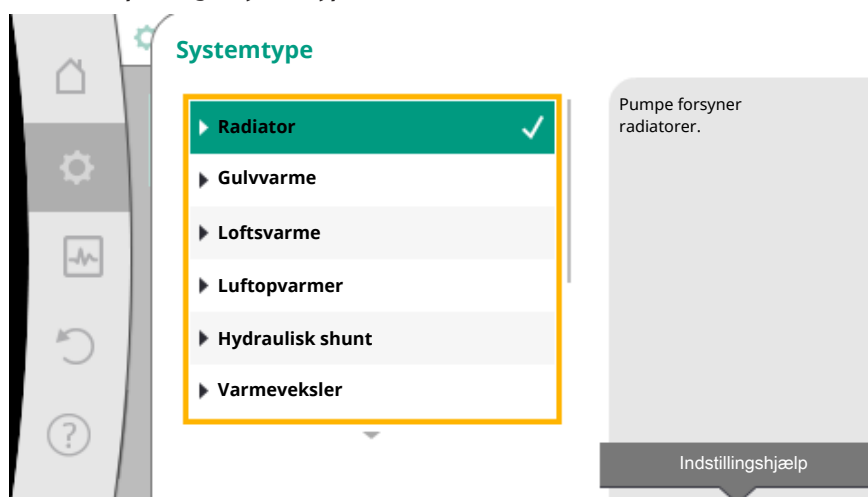 Systemtype
Radiator
Gulvvarme
Loftsvarme
Luftopvarmer
Hydraulisk shunt
Varmeveksler
Pumpe forsyner
radiatorer.
Indstillingshjælp